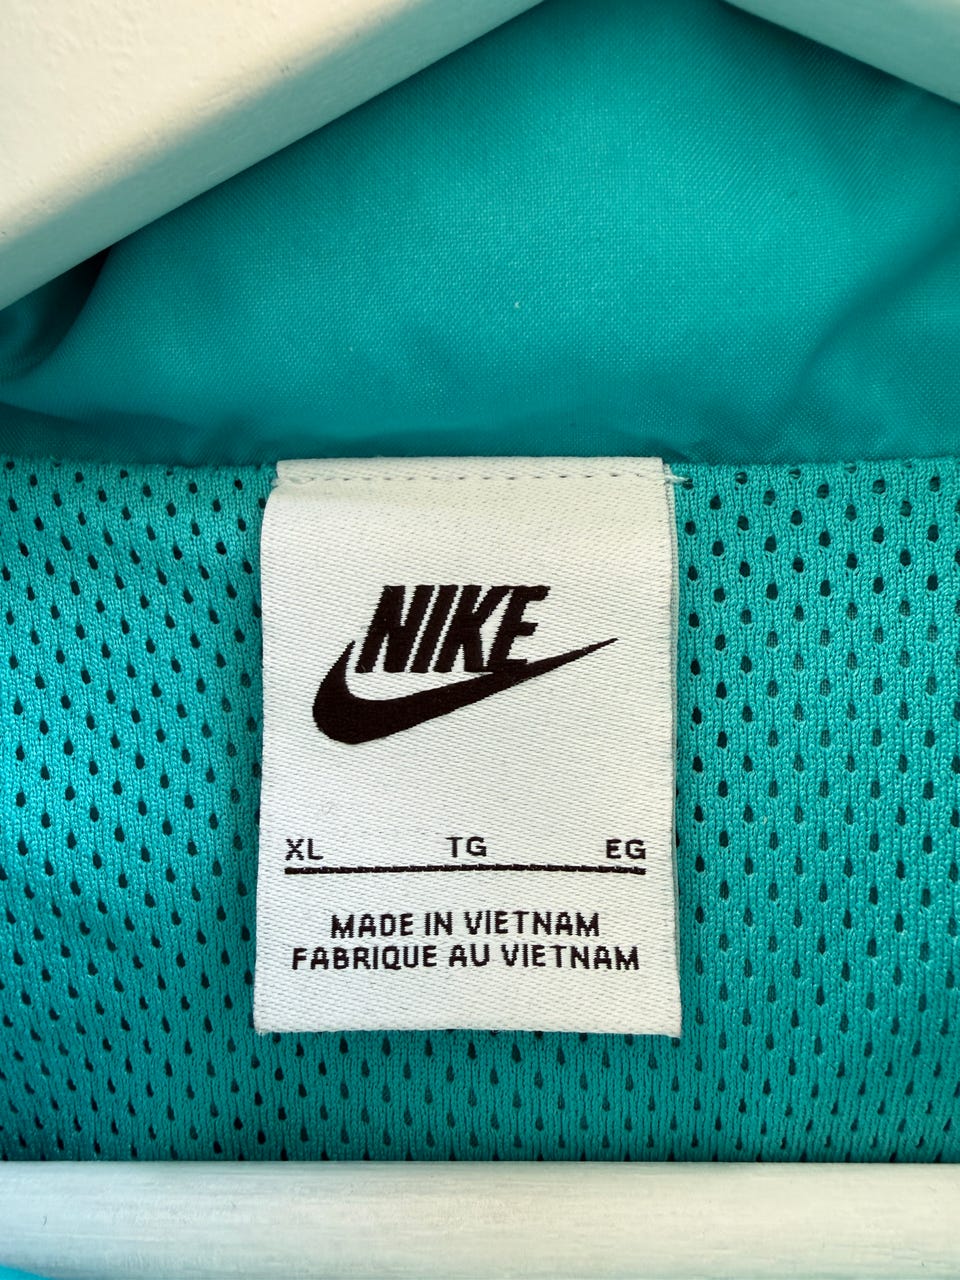 NIKE
XL TG EG
MADE IN VIETNAM
FABRIQUE AU VIETNAM